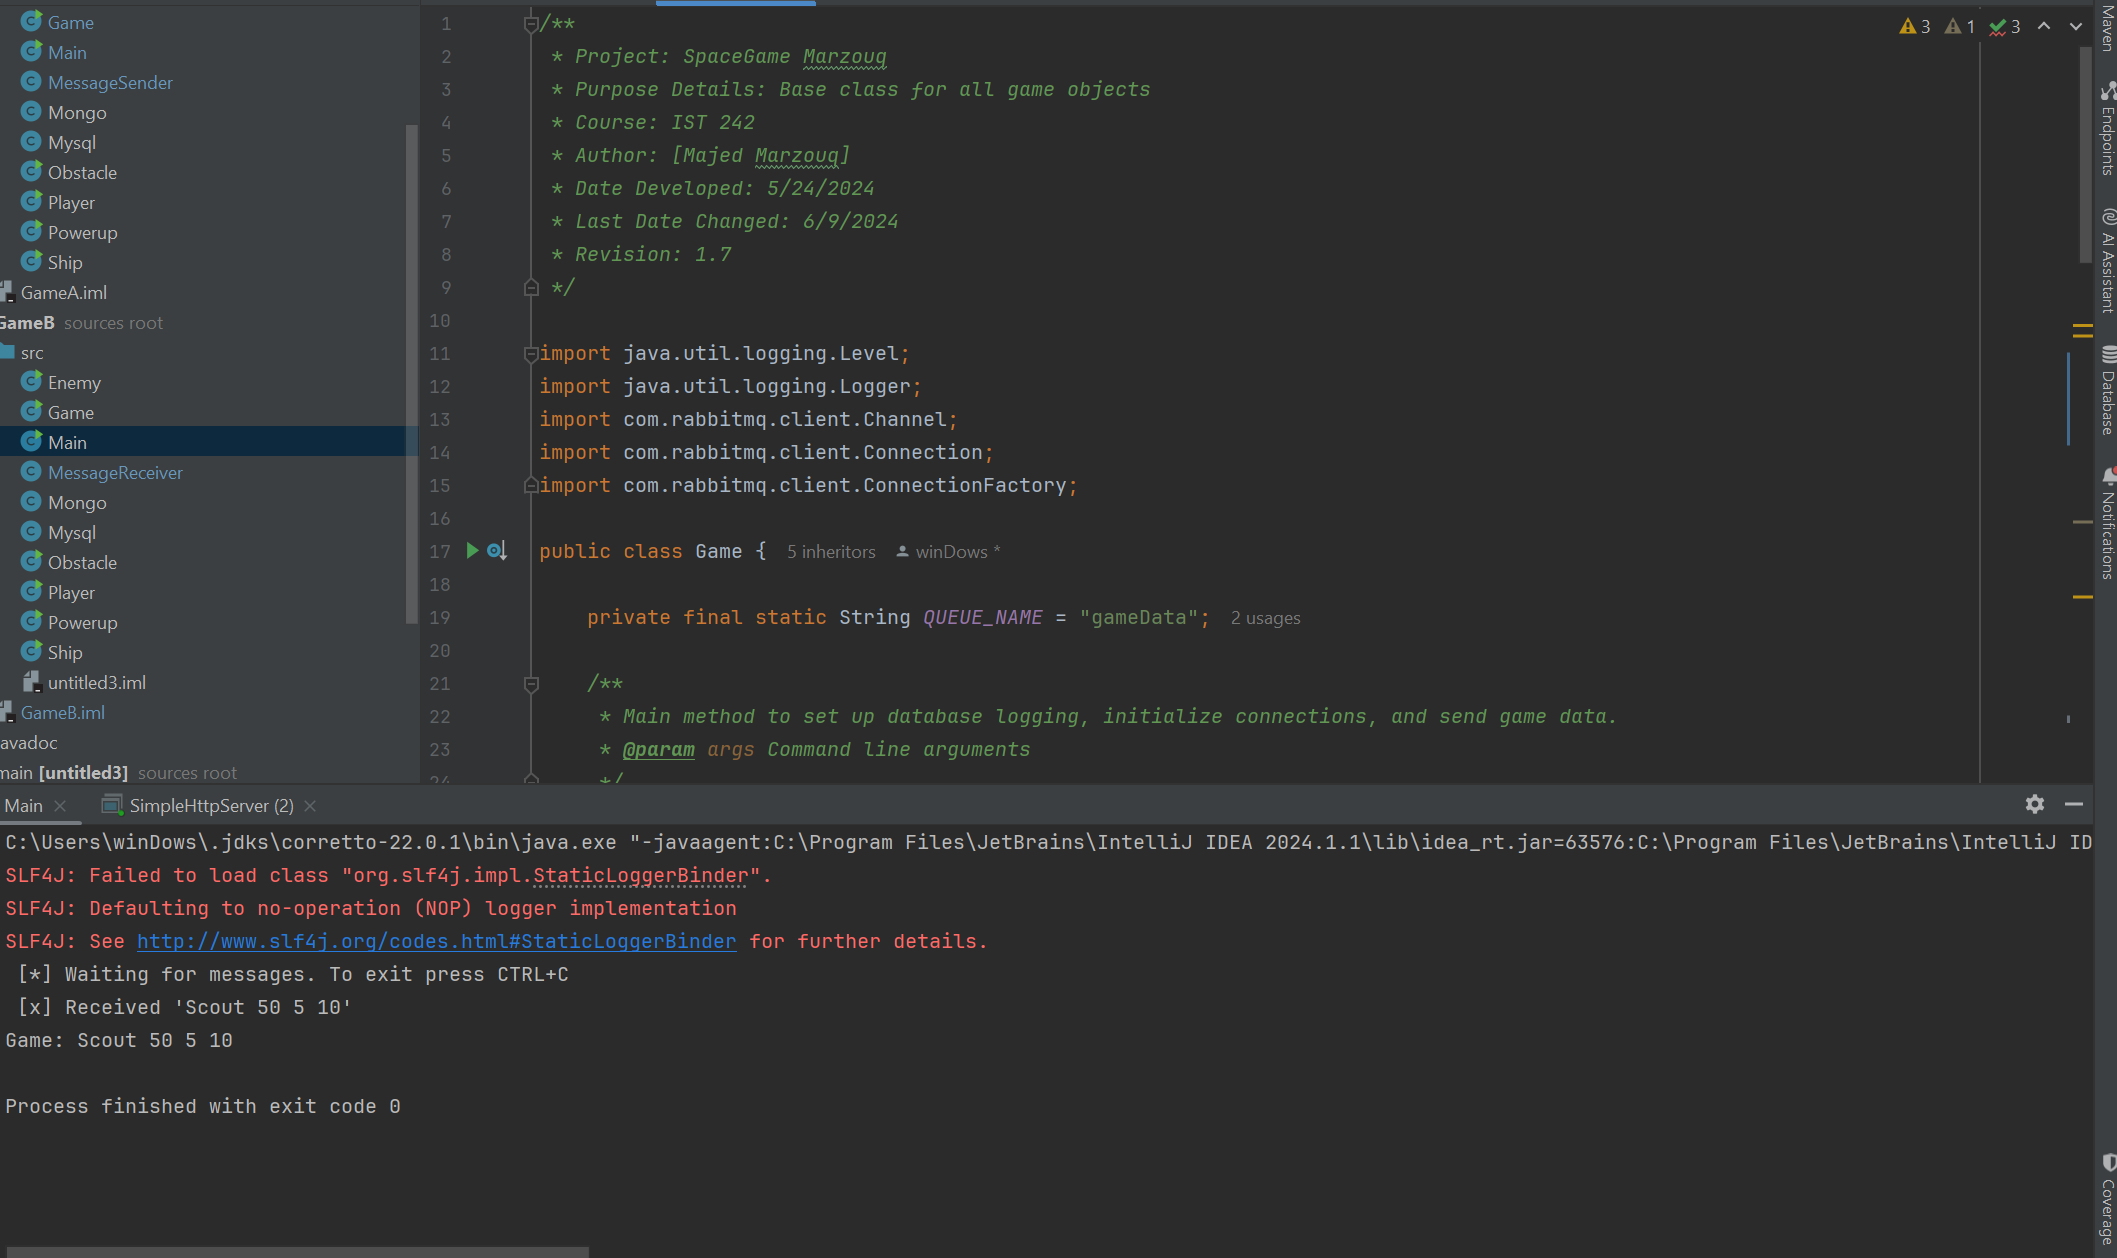 Game
Main
MessageSender
Mongo
Mysql
Obstacle
Player
Powerup
Ship
GameA.iml
GameB sources root
src
Enemy
Game
Main
MessageReceiver
Mongo
Mysql
Obstacle
Player
Powerup
Ship
untitled3.iml
GameB.iml
avadoc
main [untitled3] sources root
3 1 3
1 /**
2 * Project: SpaceGame Marzouq
3 * Purpose Details: Base class for all game objects
4 * Course: IST 242
5 * Author: [Majed Marzouq]
6 * Date Developed: 5/24/2024
7 * Last Date Changed: 6/9/2024
8 * Revision: 1.7
9 */
10
11 import java.util.logging.Level;
12 import java.util.logging.Logger;
13 import com.rabbitmq.client.Channel;
14 import com.rabbitmq.client.Connection;
15 import com.rabbitmq.client.ConnectionFactory;
16
17 public class Game { 5 inheritors winDows *
18
19 private final static String QUEUE_NAME = "gameData"; 2 usages
20
21 /**
22 * Main method to set up database logging, initialize connections, and send game data.
23 * @param args Command line arguments
24 */
Maven
Endpoints
AI Assistant
Database
Notifications
Coverage
Main SimpleHttpServer (2)
C:\Users\winDows\.jdks\corretto-22.0.1\bin\java.exe "-javaagent:C:\Program Files\JetBrains\IntelliJ IDEA 2024.1.1\lib\idea_rt.jar=63576:C:\Program Files\JetBrains\IntelliJ ID
SLF4J: Failed to load class "org.slf4j.impl.StaticLoggerBinder".
SLF4J: Defaulting to no-operation (NOP) logger implementation
SLF4J: See http://www.slf4j.org/codes.html#StaticLoggerBinder for further details.
[*] Waiting for messages. To exit press CTRL+C
[x] Received 'Scout 50 5 10'
Game: Scout 50 5 10
Process finished with exit code 0